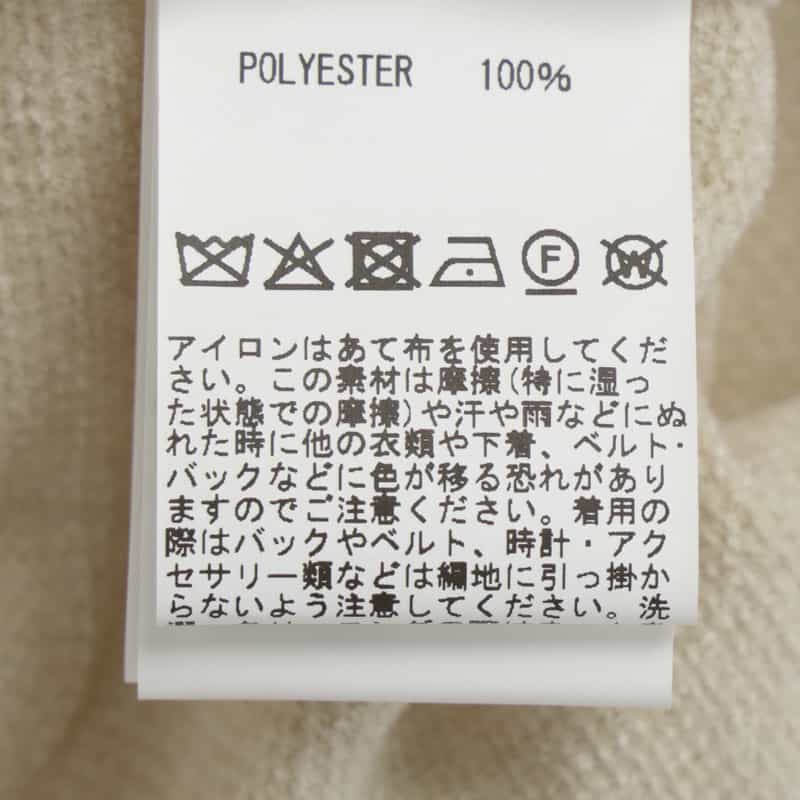 POLYESTER 100%
F
W
アイロンはあて布を使用してくだ
さい。この素材は摩擦(特に湿っ
た状態での摩擦)や汗や雨などにぬ
れた時に他の衣類や下着、ベルト・
バックなどに色が移る恐れがあり
ますのでご注意ください。着用の
際はバックやベルト、時計・アク
セサリー類などは編地に引っ掛か
らないよう注意してください。洗